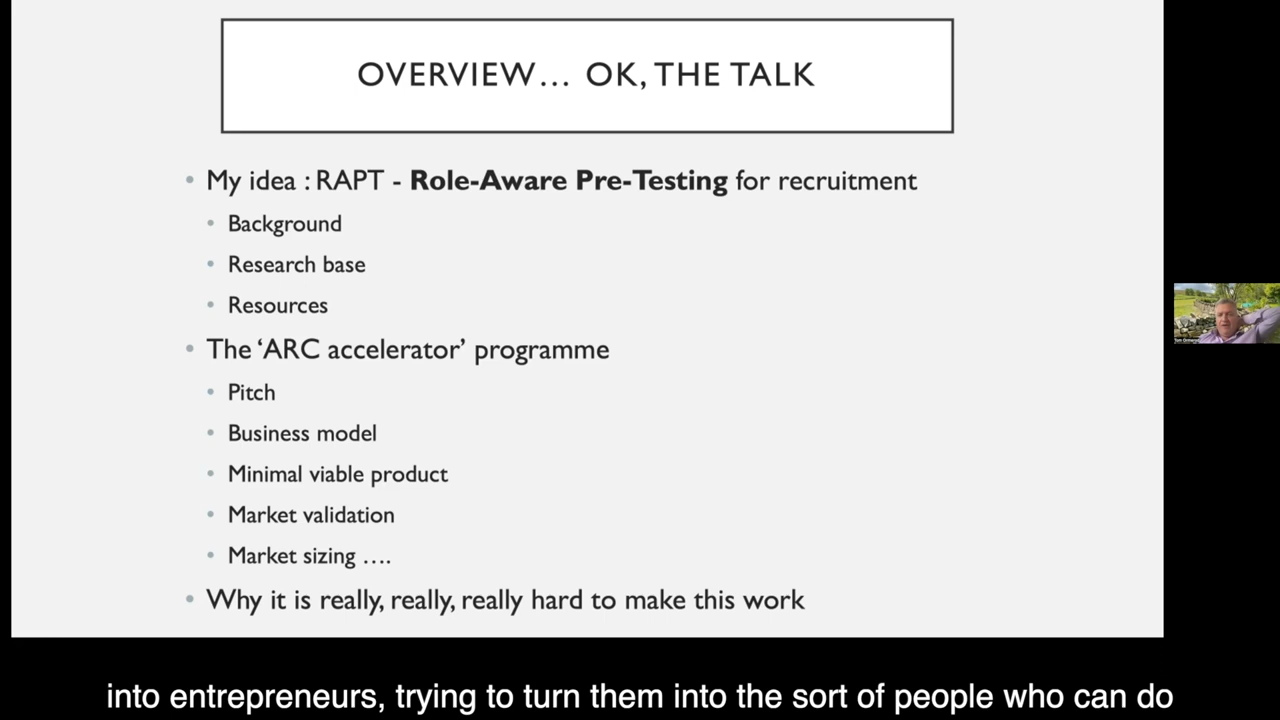 OVERVIEW… OK, THE TALK
My idea : RAPT - Role-Aware Pre-Testing for recruitment
Background
Research base
Resources
The ‘ARC accelerator’ programme
Pitch
Business model
Minimal viable product
Market validation
Market sizing ….
Why it is really, really, really hard to make this work
into entrepreneurs, trying to turn them into the sort of people who can do